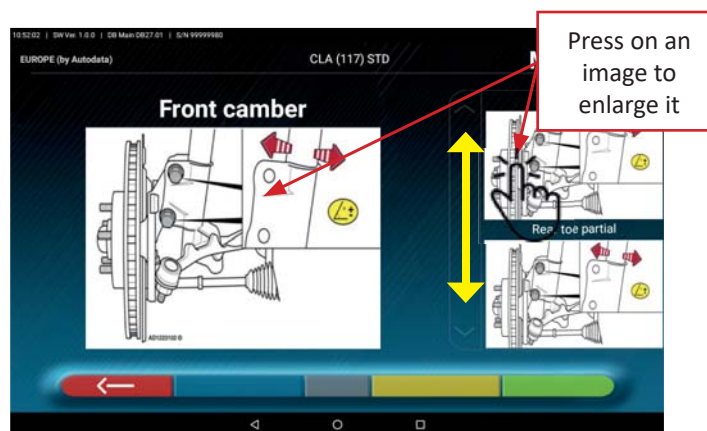 10:52:02 | SW Ver. 1.0.0 | DB Main DB27.01 | S/N 99999980
EUROPE (by Autodata)
CLA (117) STD
Press on an
image to
enlarge it
Front camber
Rear toe partial
AD1220100 ©